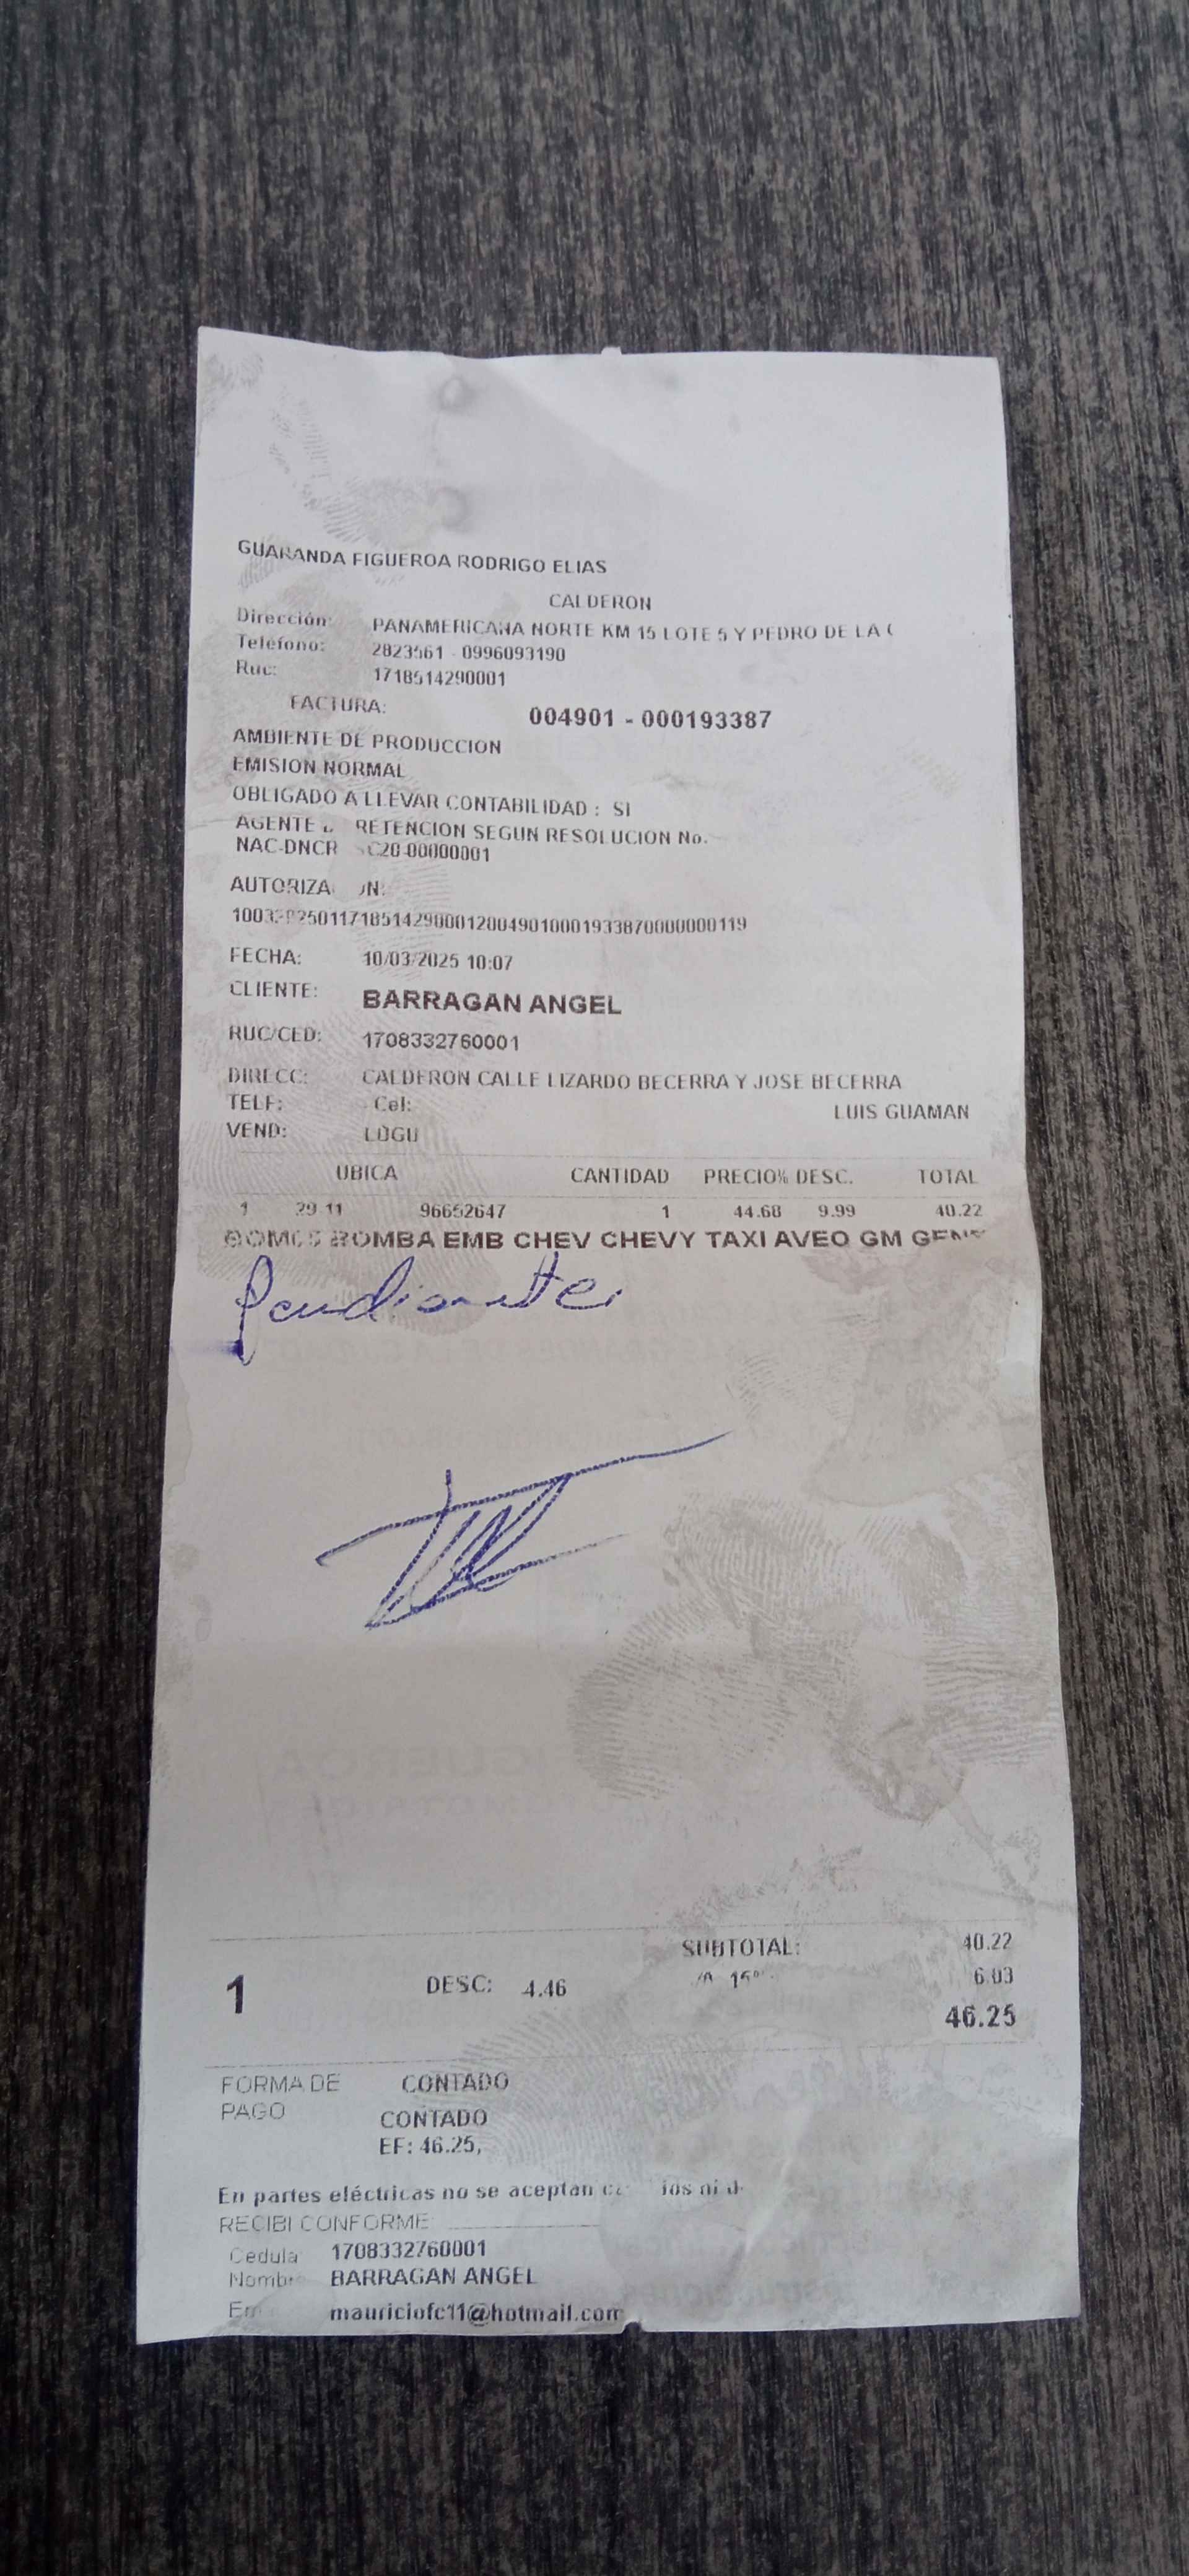 GUARANDA FIGUEROA RODRIGO ELIAS
CALDERON
Dirección: PANAMERICANA NORTE KM 15 LOTE 5 Y PEDRO DE LA
Teléfono: 2823561 - 0996093190
Ruc: 1718514290001
FACTURA: 004901 - 000193387
AMBIENTE DE PRODUCCION
EMISION NORMAL
OBLIGADO A LLEVAR CONTABILIDAD : SI
AGENTE RETENCION SEGUN RESOLUCION No.
NAC-DNCR 20-00000001
FECHA: 10/03/2025 10:07
CLIENTE: BARRAGAN ANGEL
RUC/CED: 1708332760001
DIRECC: CALDERON CALLE LIZARDO BECERRA Y JOSE BECERRA
TELF: Cel: LUIS GUAMAN
VEND: LOGU
UBICA CANTIDAD PRECIO% DESC. TOTAL
1 29-11 96652647 1 44.68 9.99 40.22
BOMBA EMB CHEV CHEVY TAXI AVEO GM
Pendiente
SUBTOTAL: 40.22
1 DESC: 4.46 15% 6.03
46.25
FORMA DE CONTADO
PAGO CONTADO
EF: 46.25,
En partes eléctricas no se aceptan ni
RECIBI CONFORME:
Cedula 1708332760001
BARRAGAN ANGEL
mauriciofc11@hotmail.com